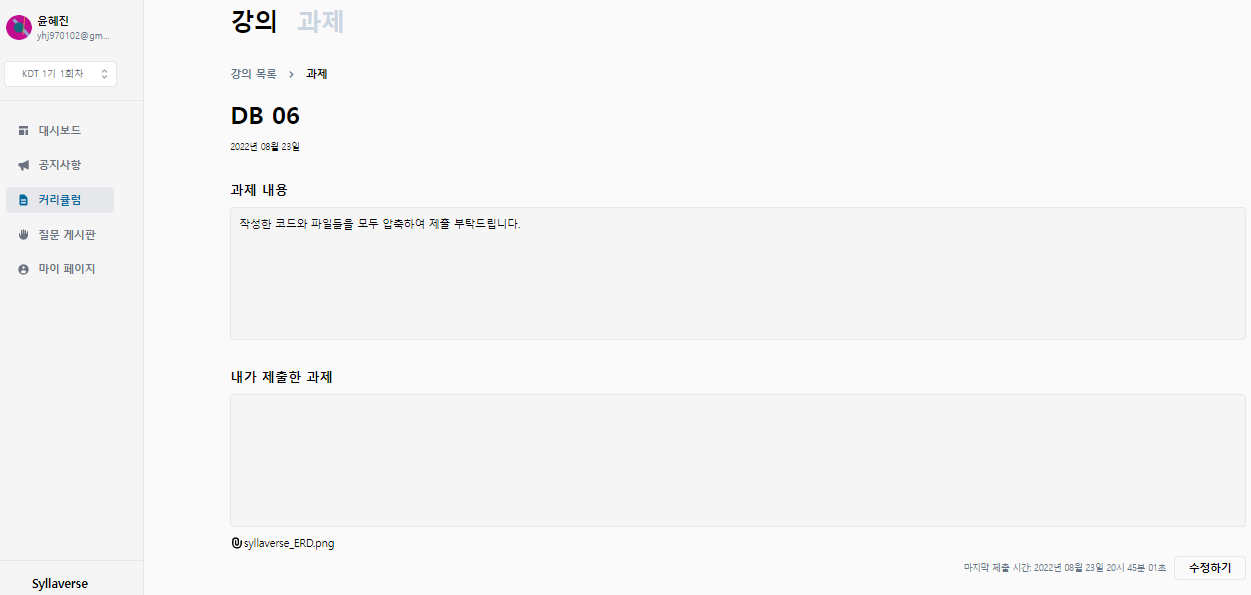 윤혜진
yhj970102@gm...
KDT 1기 1회차
대시보드
공지사항
커리큘럼
질문 게시판
마이 페이지
Syllaverse
강의 과제
강의 목록 > 과제
DB 06
2022년 08월 23일
과제 내용
작성한 코드와 파일들을 모두 압축하여 제출 부탁드립니다.
내가 제출한 과제
syllaverse_ERD.png
마지막 제출 시간: 2022년 08월 23일 20시 45분 01초
수정하기